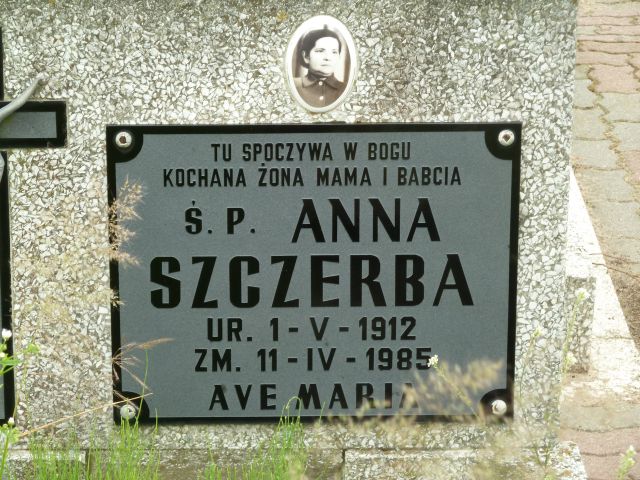 TU SPOCZYWA W BOGU
KOCHANA ŻONA MAMA I BABCIA
Ś. P. ANNA
SZCZERBA
UR. 1-V-1912
ZM. 11-IV-1985
AVE MARIA